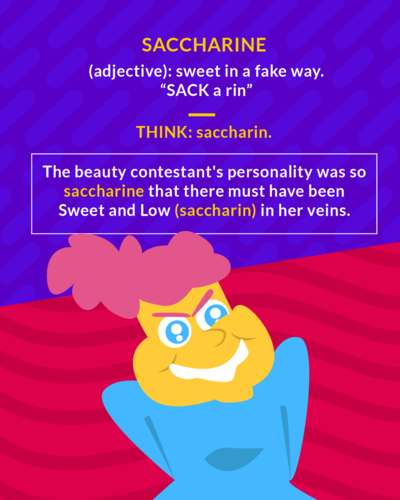 SACCHARINE
(adjective): sweet in a fake way.
“SACK a rin”
THINK: saccharin.
The beauty contestant's personality was so
saccharine that there must have been
Sweet and Low (saccharin) in her veins.